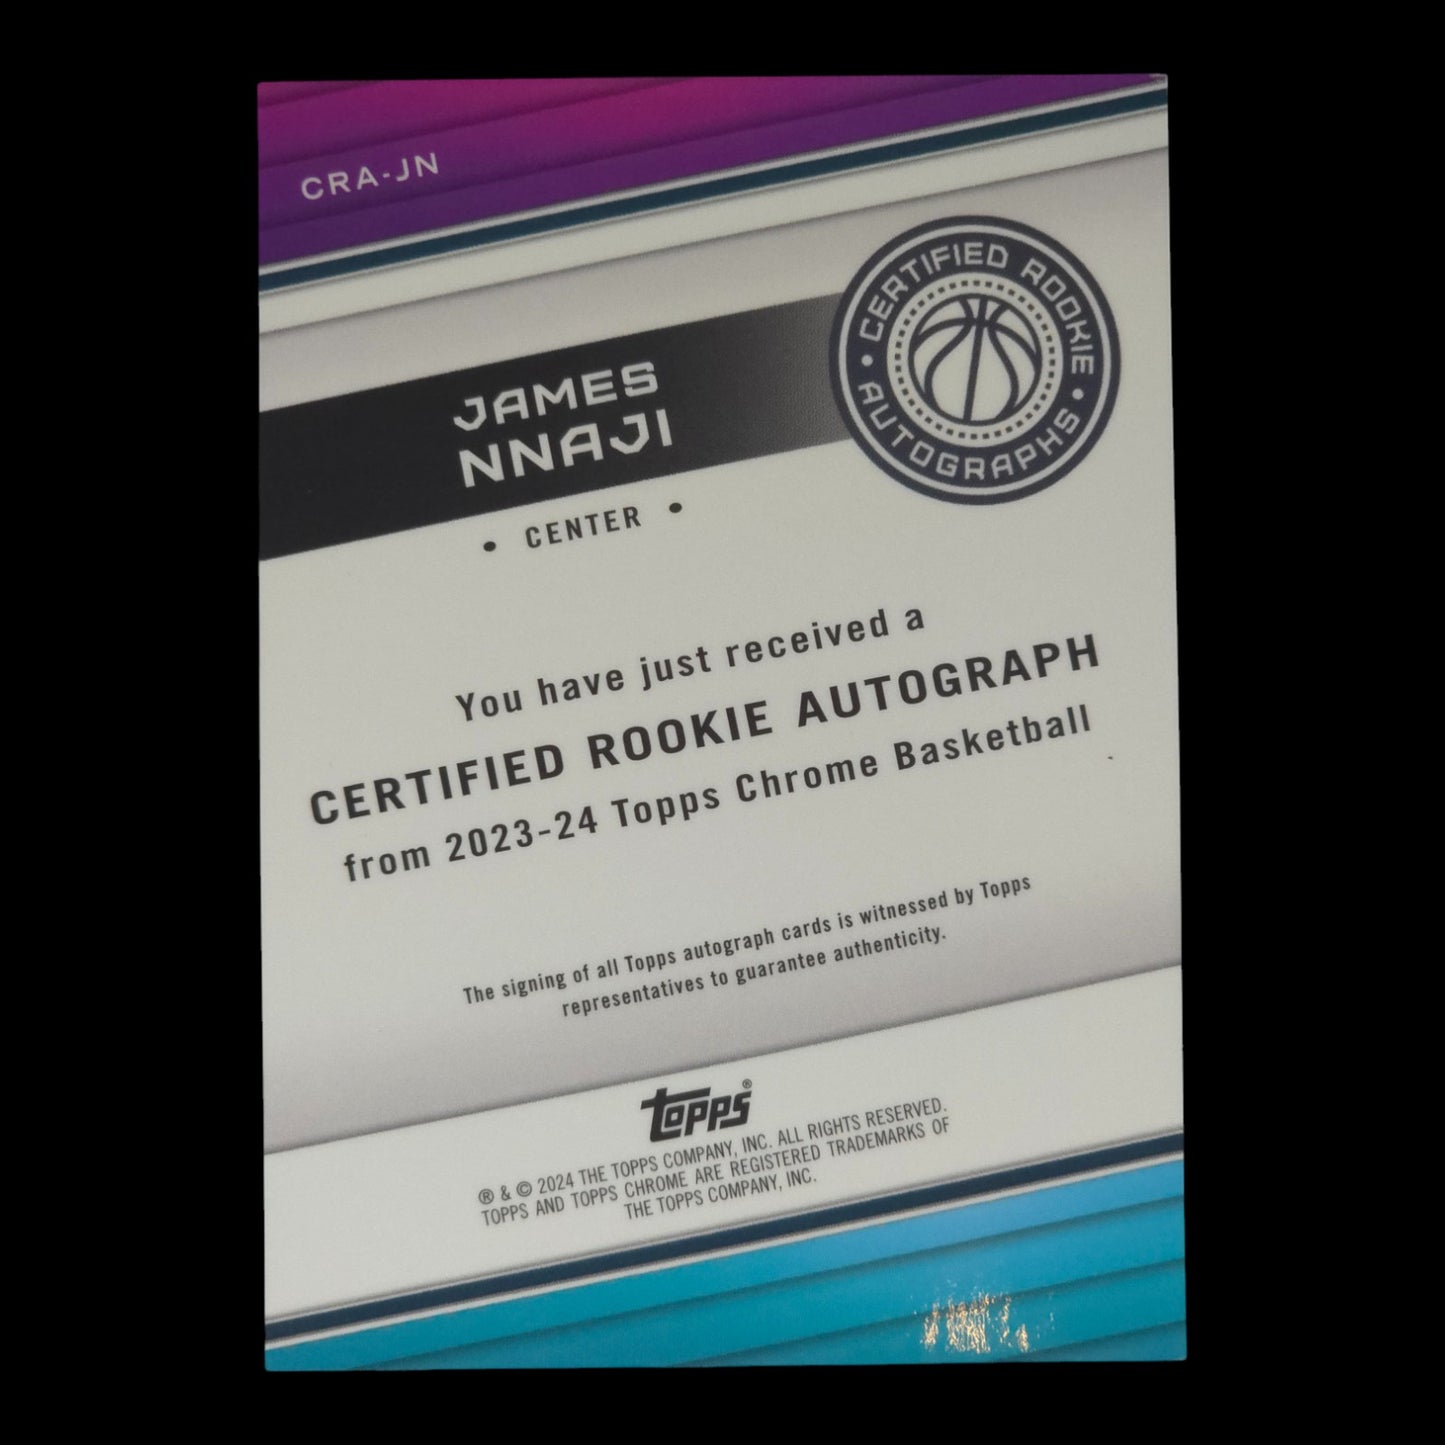 CRA-JN
CERTIFIED ROOKIE
• AUTOGRAPHS •
JAMES
NNAJI
• CENTER •
You have just received a
CERTIFIED ROOKIE AUTOGRAPH
from 2023-24 Topps Chrome Basketball
The signing of all Topps autograph cards is witnessed by Topps
representatives to guarantee authenticity.
topps®
® & © 2024 THE TOPPS COMPANY, INC. ALL RIGHTS RESERVED.
TOPPS AND TOPPS CHROME ARE REGISTERED TRADEMARKS OF
THE TOPPS COMPANY, INC.